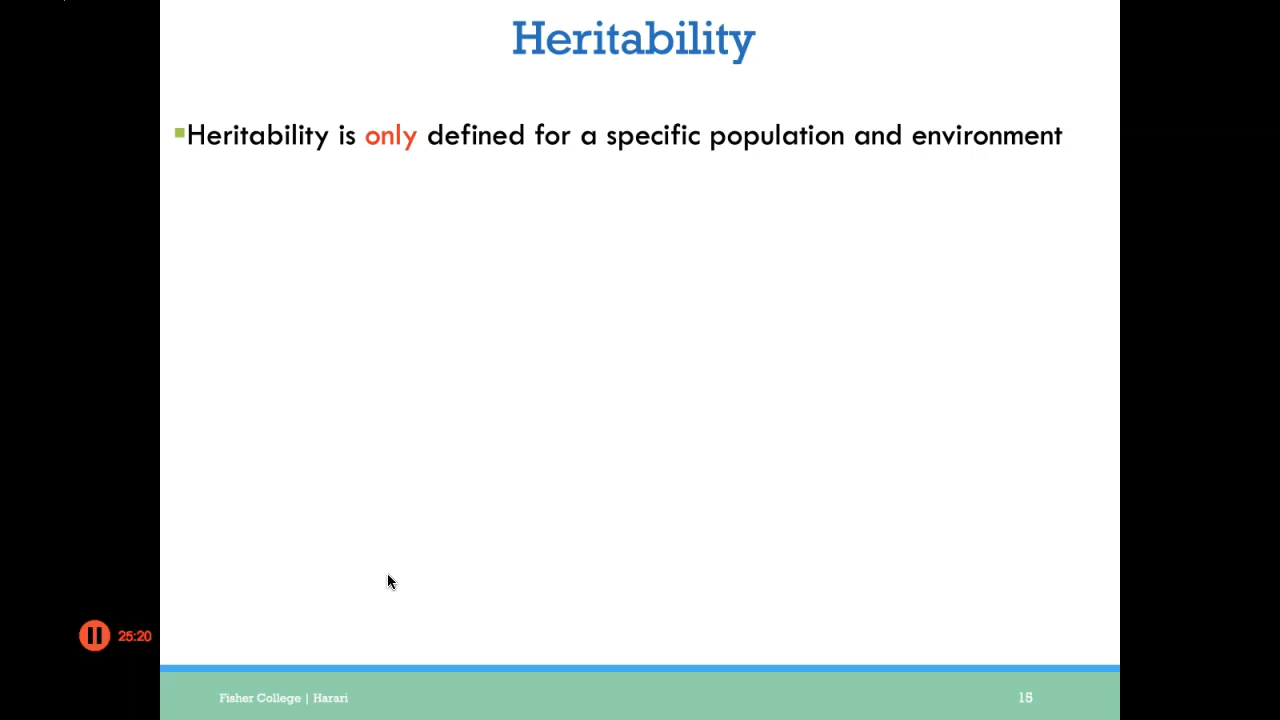 Heritability
▪Heritability is only defined for a specific population and environment
25:20
Fisher College | Harari
15